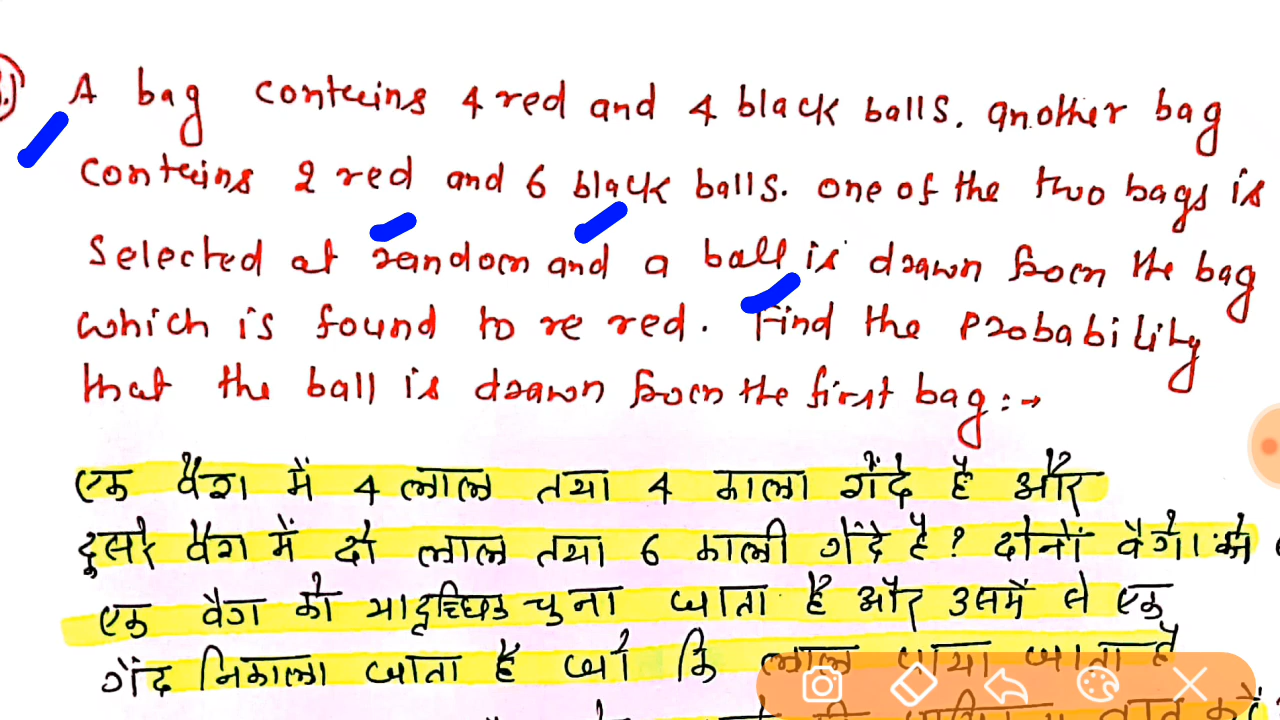 A bag contains 4 red and 4 black balls. another bag
contains 2 red and 6 black balls. one of the two bags is
selected at random and a ball is drawn from the bag
which is found to re red. Find the probability
that the ball is drawn from the first bag :→
एक बैग में 4 लाल तथा 4 काला गेंदे है और
दुसरे बैग में दो लाल तथा 6 काली गेंदे है? दोनों बैगो में
एक बैग को यादृच्छिक चुना जाता है और उसमें से एक
गेंद निकाला जाता है जो कि लाल पाया जाता है